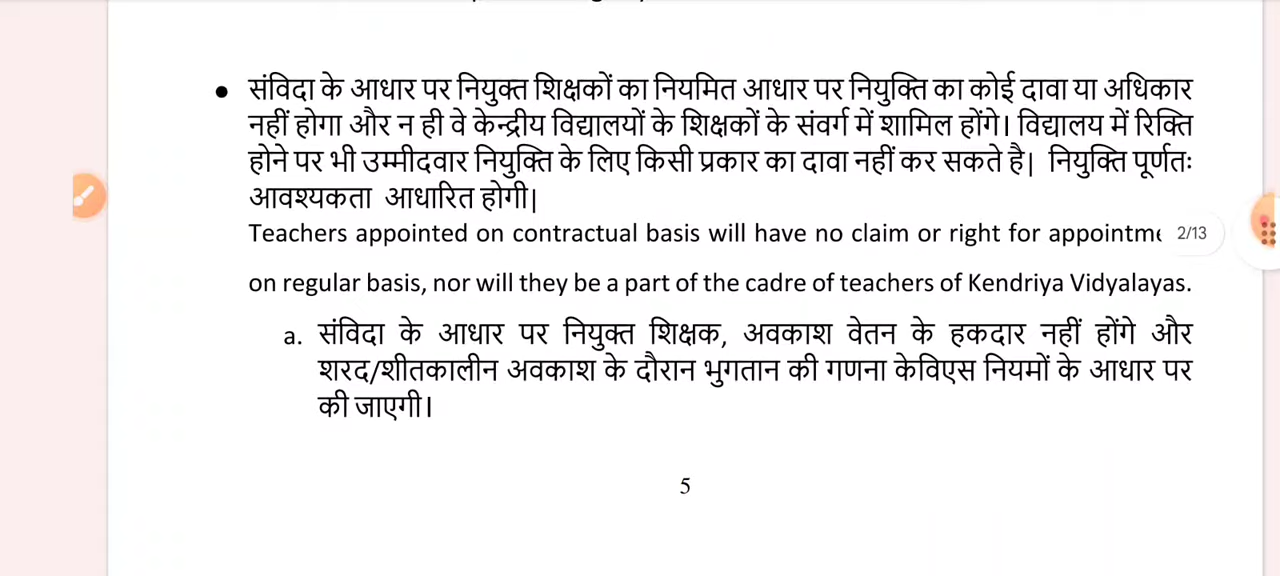 • संविदा के आधार पर नियुक्त शिक्षकों का नियमित आधार पर नियुक्ति का कोई दावा या अधिकार
नहीं होगा और न ही वे केन्द्रीय विद्यालयों के शिक्षकों के संवर्ग में शामिल होंगे। विद्यालय में रिक्ति
होने पर भी उम्मीदवार नियुक्ति के लिए किसी प्रकार का दावा नहीं कर सकते है| नियुक्ति पूर्णतः
आवश्यकता आधारित होगी|
Teachers appointed on contractual basis will have no claim or right for
2/13
on regular basis, nor will they be a part of the cadre of teachers of Kendriya Vidyalayas.
a. संविदा के आधार पर नियुक्त शिक्षक, अवकाश वेतन के हकदार नहीं होंगे और
शरद/शीतकालीन अवकाश के दौरान भुगतान की गणना केविएस नियमों के आधार पर
की जाएगी।
5